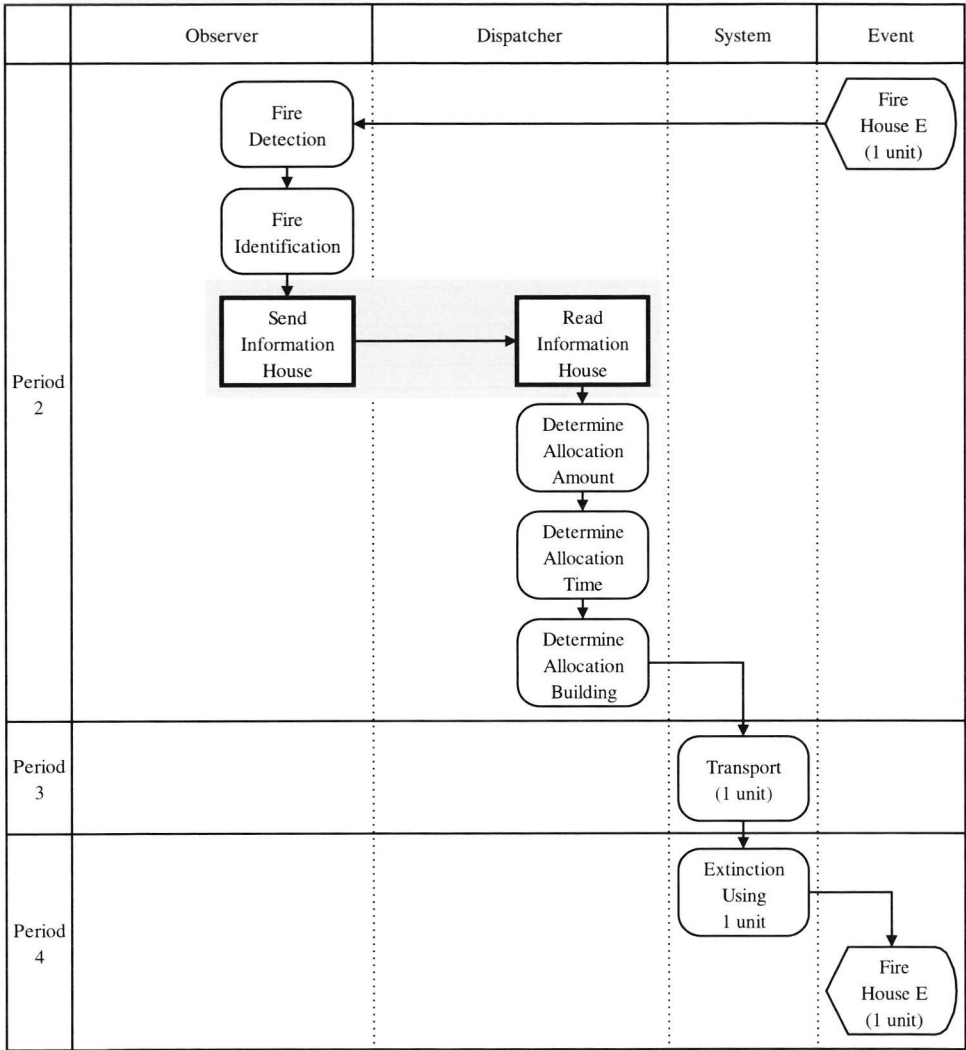 Observer
Dispatcher
System
Event
Period
2
Fire
Detection
Fire
House E
(1 unit)
Fire
Identification
Send
Information
House
Read
Information
House
Determine
Allocation
Amount
Determine
Allocation
Time
Determine
Allocation
Building
Period
3
Transport
(1 unit)
Period
4
Extinction
Using
1 unit
Fire
House E
(1 unit)